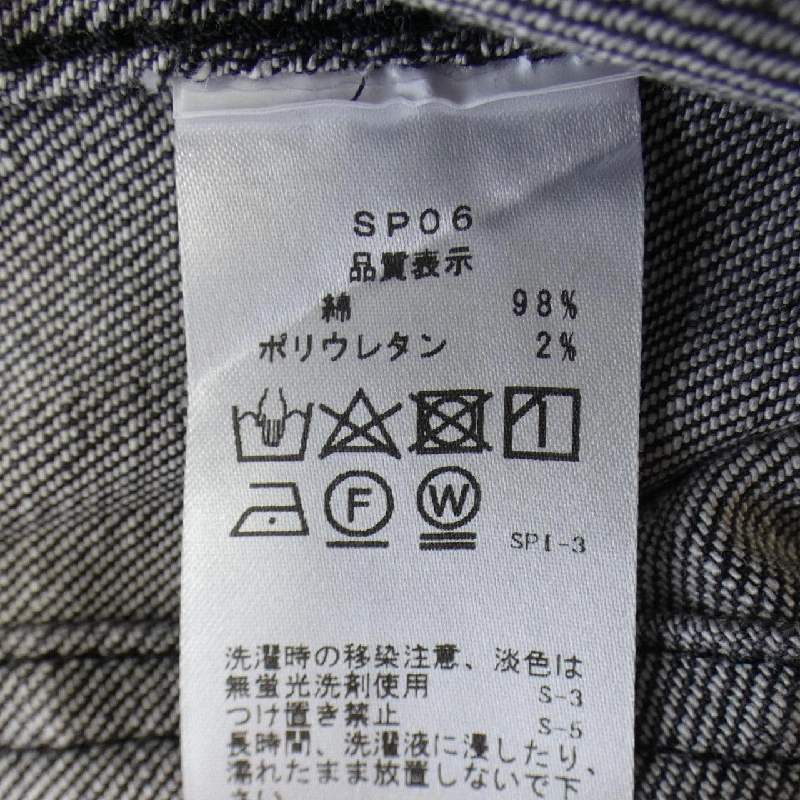 SP06
品質表示
綿 98%
ポリウレタン 2%
F W SPI-3
洗濯時の移染注意、淡色は
無蛍光洗剤使用 S-3
つけ置き禁止 S-5
長時間、洗濯液に浸したり、
濡れたまま放置しないで下
さい